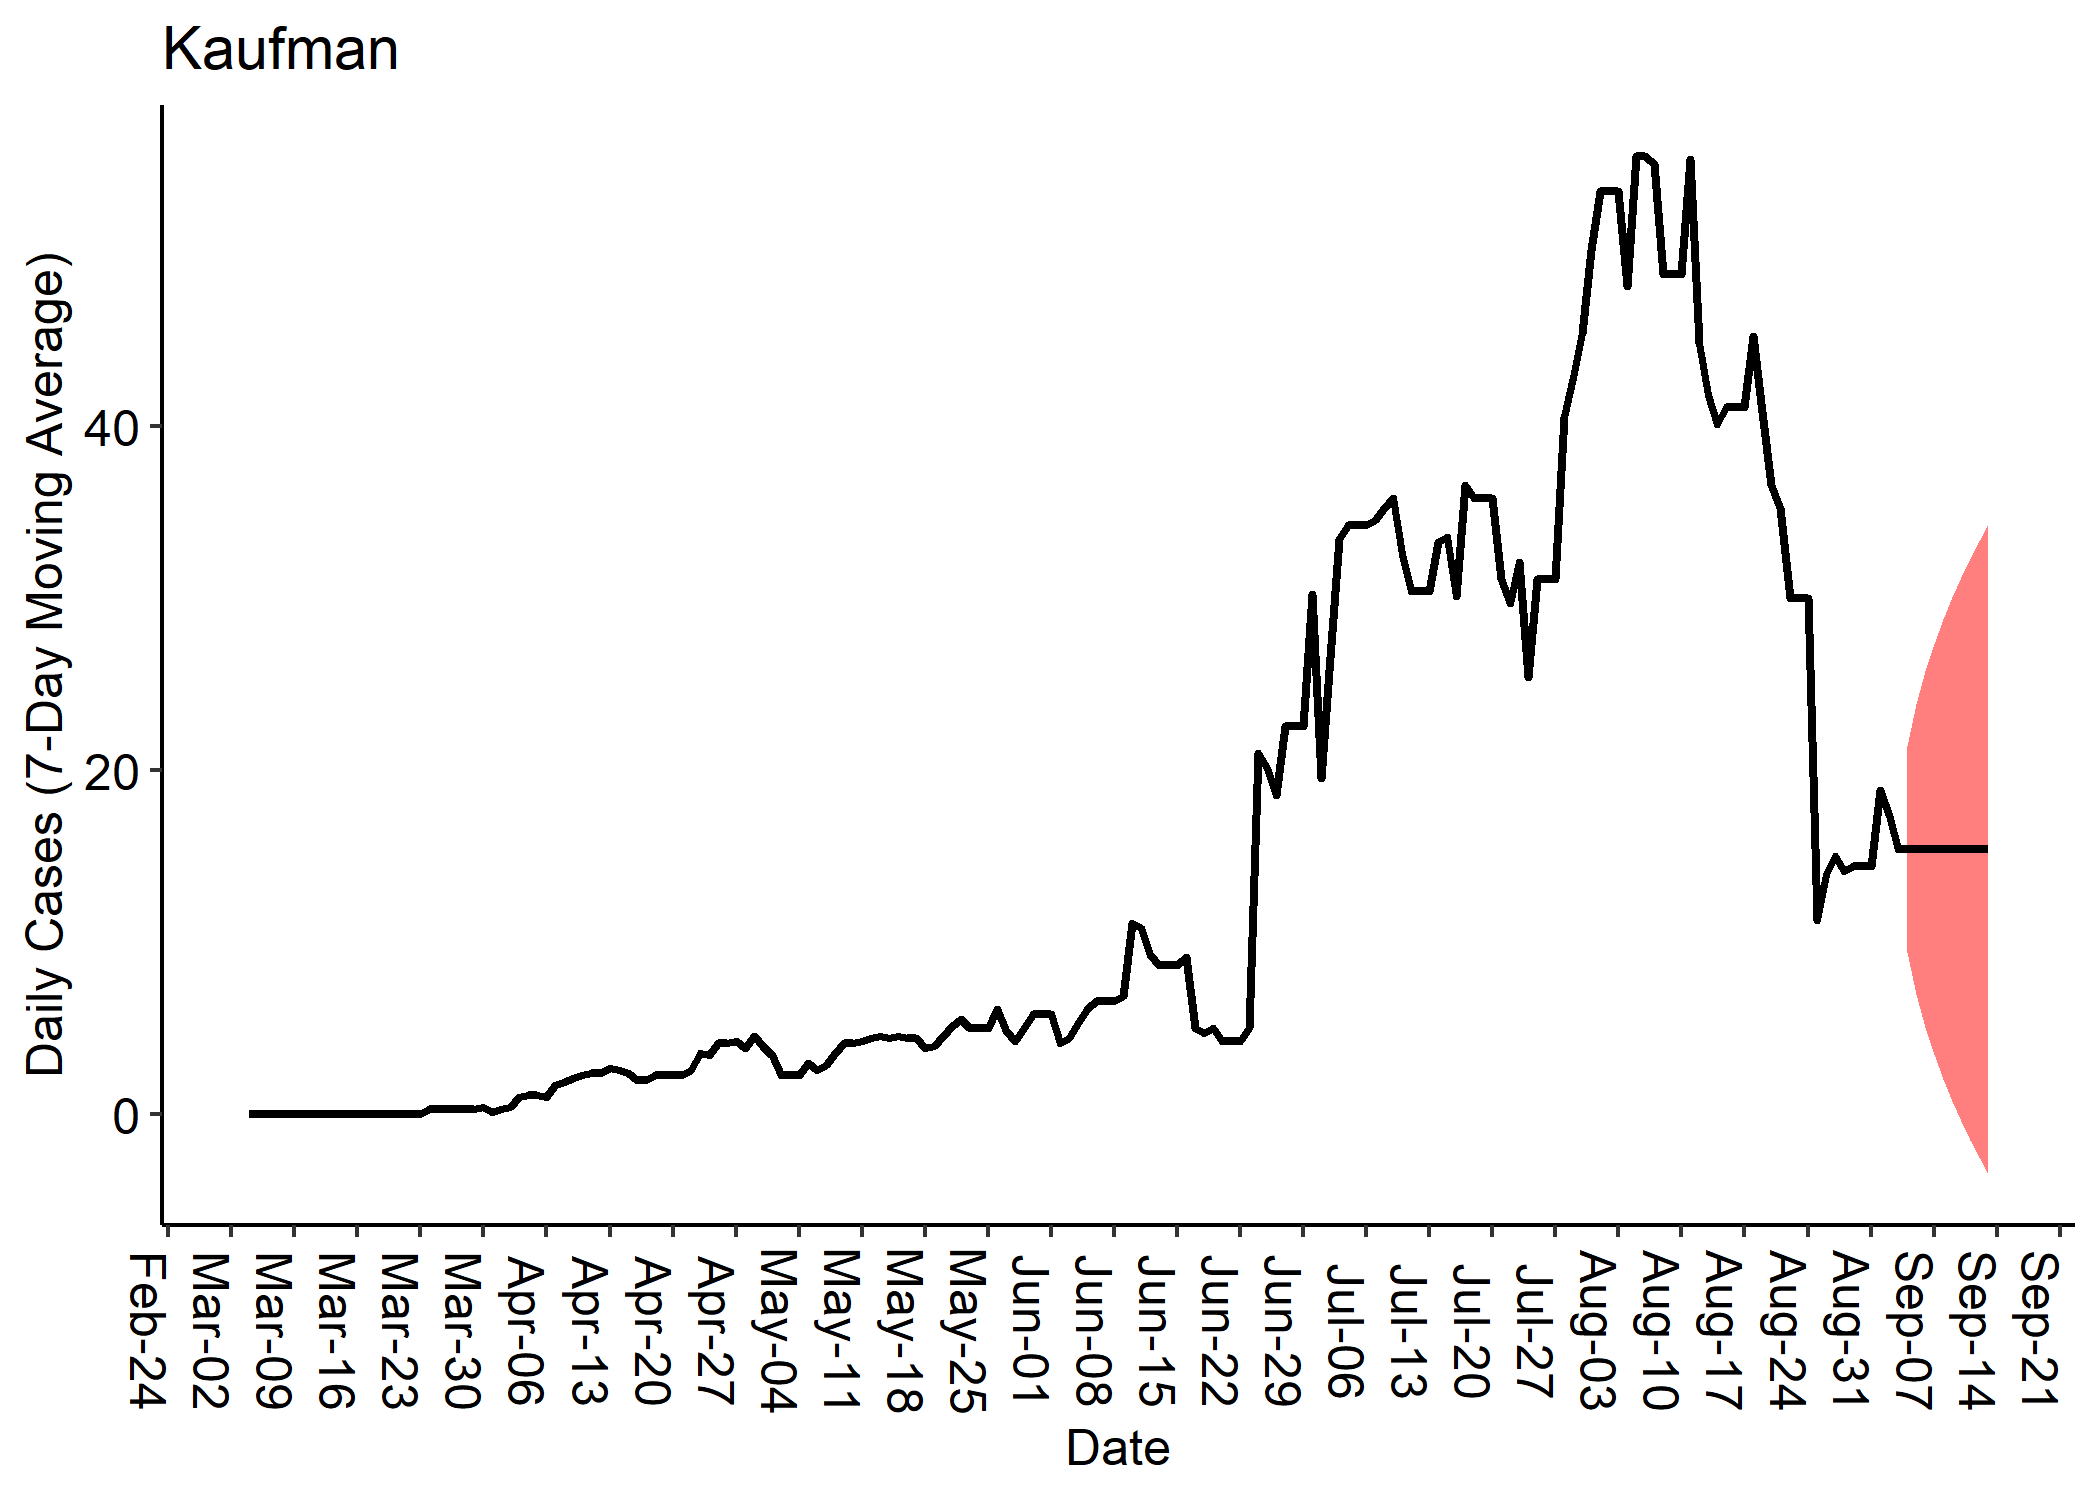 Kaufman
Daily Cases (7-Day Moving Average)
40
20
0
Feb-24
Mar-02
Mar-09
Mar-16
Mar-23
Mar-30
Apr-06
Apr-13
Apr-20
Apr-27
May-04
May-11
May-18
May-25
Jun-01
Jun-08
Jun-15
Jun-22
Jun-29
Jul-06
Jul-13
Jul-20
Jul-27
Aug-03
Aug-10
Aug-17
Aug-24
Aug-31
Sep-07
Sep-14
Sep-21
Date